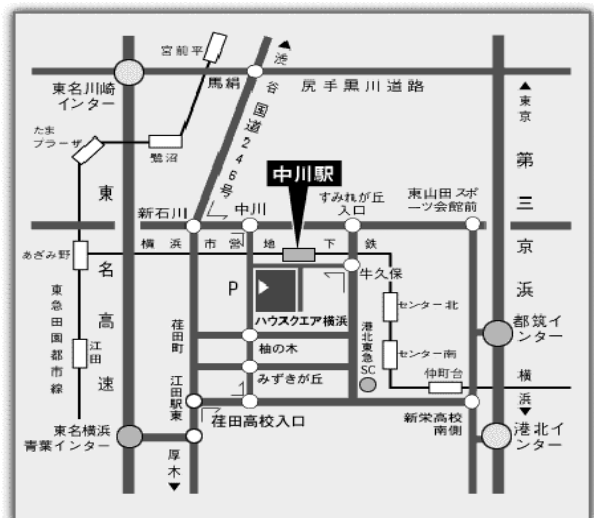 宮前平
東名川崎
インター
馬絹
渋谷
尻手黒川道路
国道246号
東京
第三京浜
たま
プラーザ
鷺沼
中川駅
東名高速
新石川
中川
すみれが丘
入口
東山田スポ
ーツ会館前
あざみ野
横浜市営地下鉄
牛久保
P
ハウスクエア横浜
センター北
東急田園都市線
江田
荏田町
柚の木
港北東急SC
センター南
都筑イ
ンター
みずきが丘
仲町台
横浜
江田駅東
荏田高校入口
新栄高校
南側
東名横浜
青葉インター
厚木
港北イ
ンター